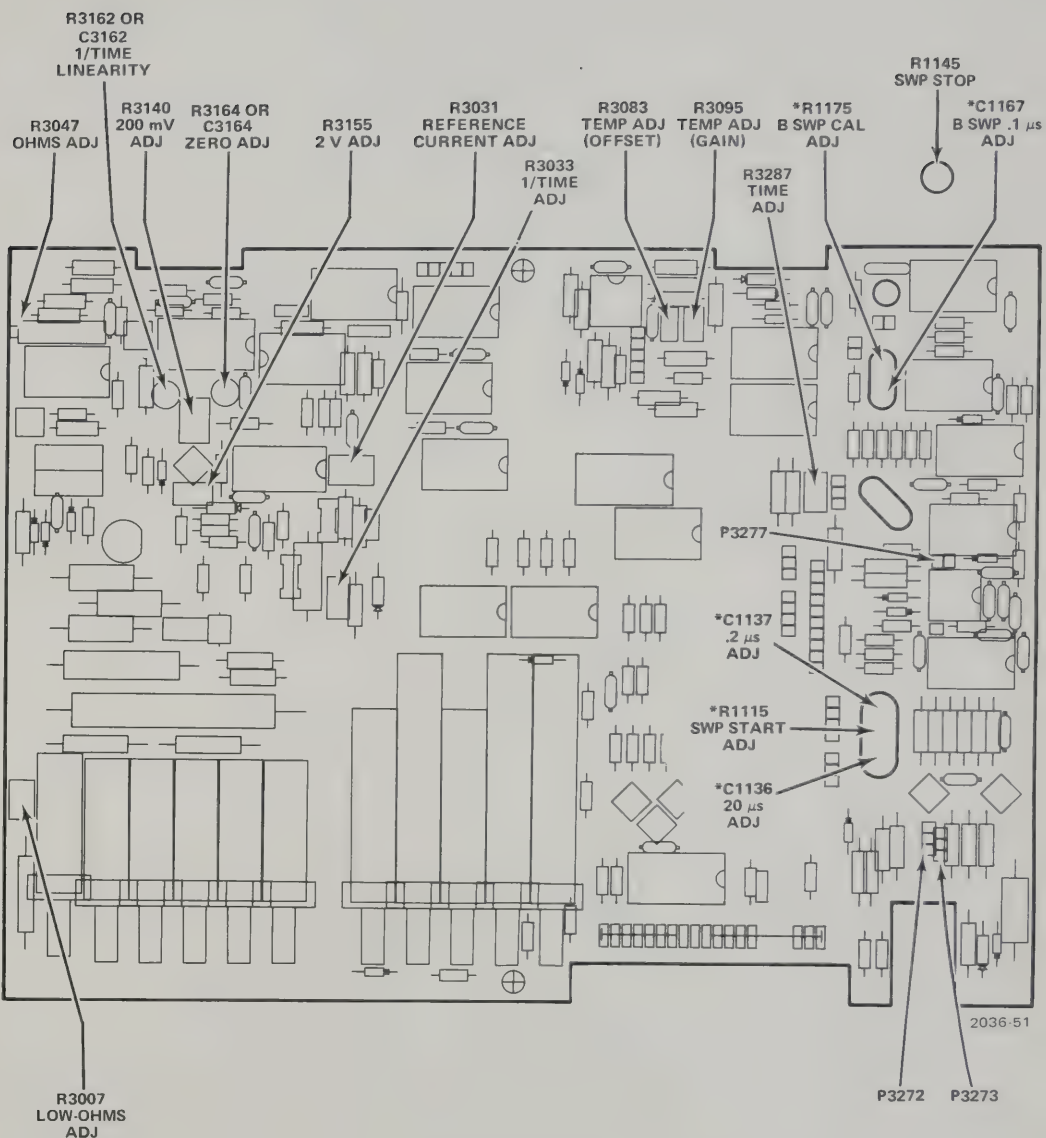 R3162 OR
C3162
1/TIME
LINEARITY
R3047
OHMS ADJ
R3140
200 mV
ADJ
R3164 OR
C3164
ZERO ADJ
R3155
2 V ADJ
R3031
REFERENCE
CURRENT ADJ
R3033
1/TIME
ADJ
R3083
TEMP ADJ
(OFFSET)
R3095
TEMP ADJ
(GAIN)
R3287
TIME
ADJ
*R1175
B SWP CAL
ADJ
R1145
SWP STOP
*C1167
B SWP .1 μs
ADJ
P3277
*C1137
.2 μs
ADJ
*R1115
SWP START
ADJ
*C1136
20 μs
ADJ
2036-51
R3007
LOW-OHMS
ADJ
P3272
P3273